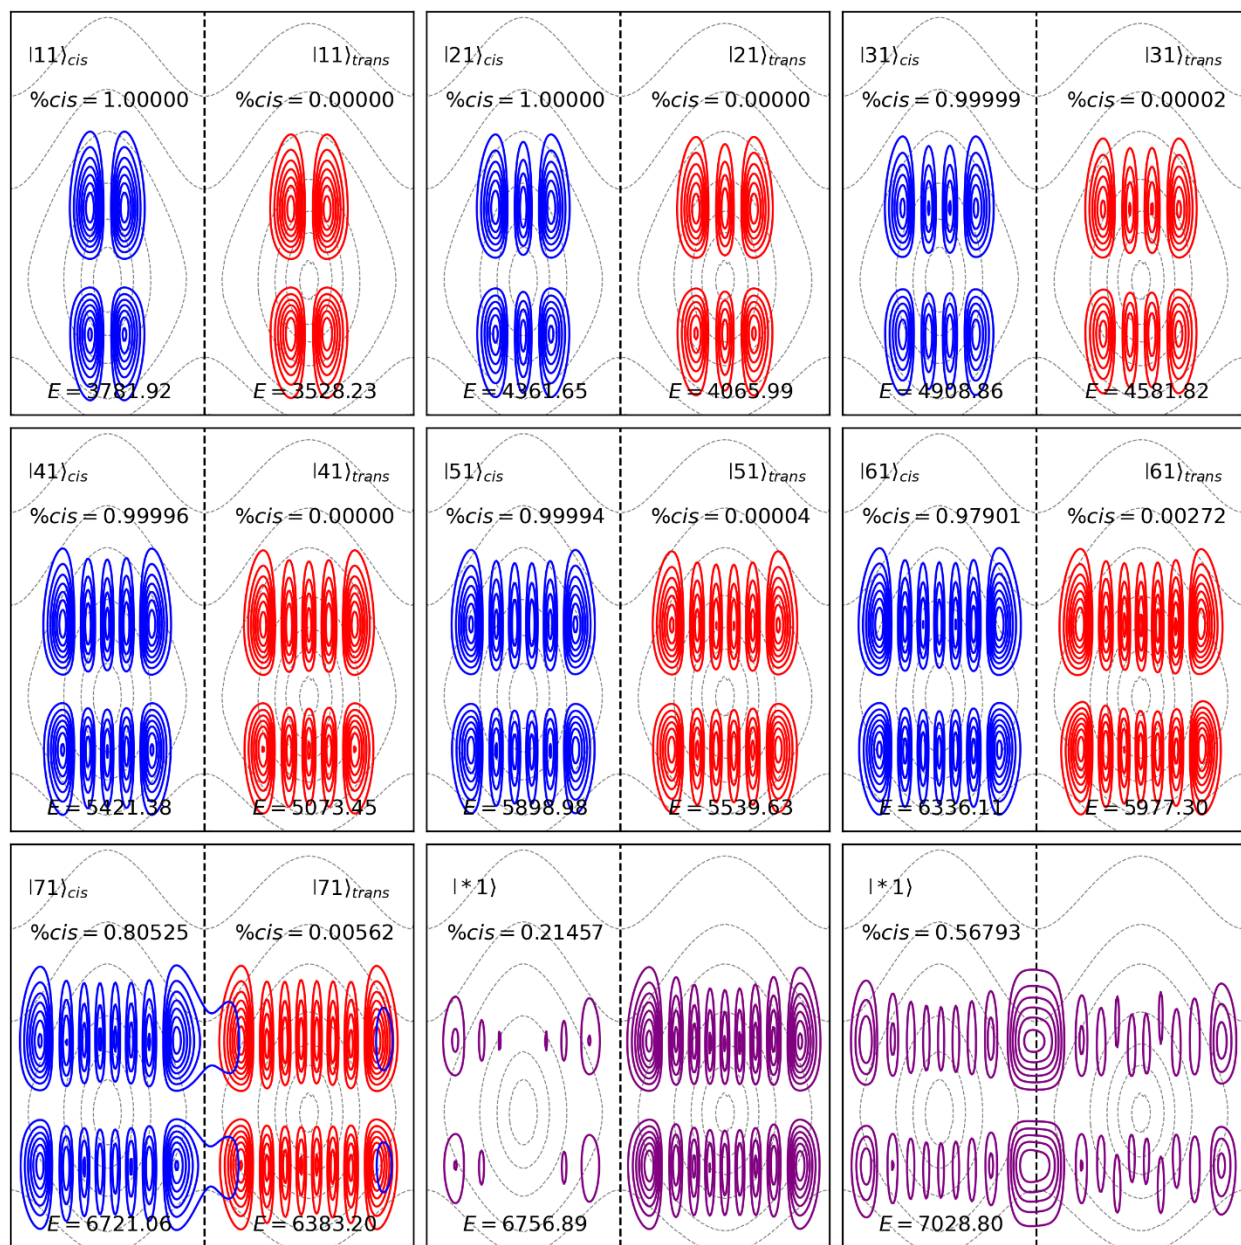 |11⟩cis |11⟩trans |21⟩cis |21⟩trans |31⟩cis |31⟩trans
%cis = 1.00000 %cis = 0.00000 %cis = 1.00000 %cis = 0.00000 %cis = 0.99999 %cis = 0.00002
E = 3781.92 E = 3528.23 E = 4361.65 E = 4065.99 E = 4908.86 E = 4581.82
|41⟩cis |41⟩trans |51⟩cis |51⟩trans |61⟩cis |61⟩trans
%cis = 0.99996 %cis = 0.00000 %cis = 0.99994 %cis = 0.00004 %cis = 0.97901 %cis = 0.00272
E = 5421.38 E = 5073.45 E = 5898.98 E = 5539.63 E = 6336.11 E = 5977.30
|71⟩cis |71⟩trans |*1⟩ |*1⟩
%cis = 0.80525 %cis = 0.00562 %cis = 0.21457 %cis = 0.56793
E = 6721.06 E = 6383.20 E = 6756.89 E = 7028.80